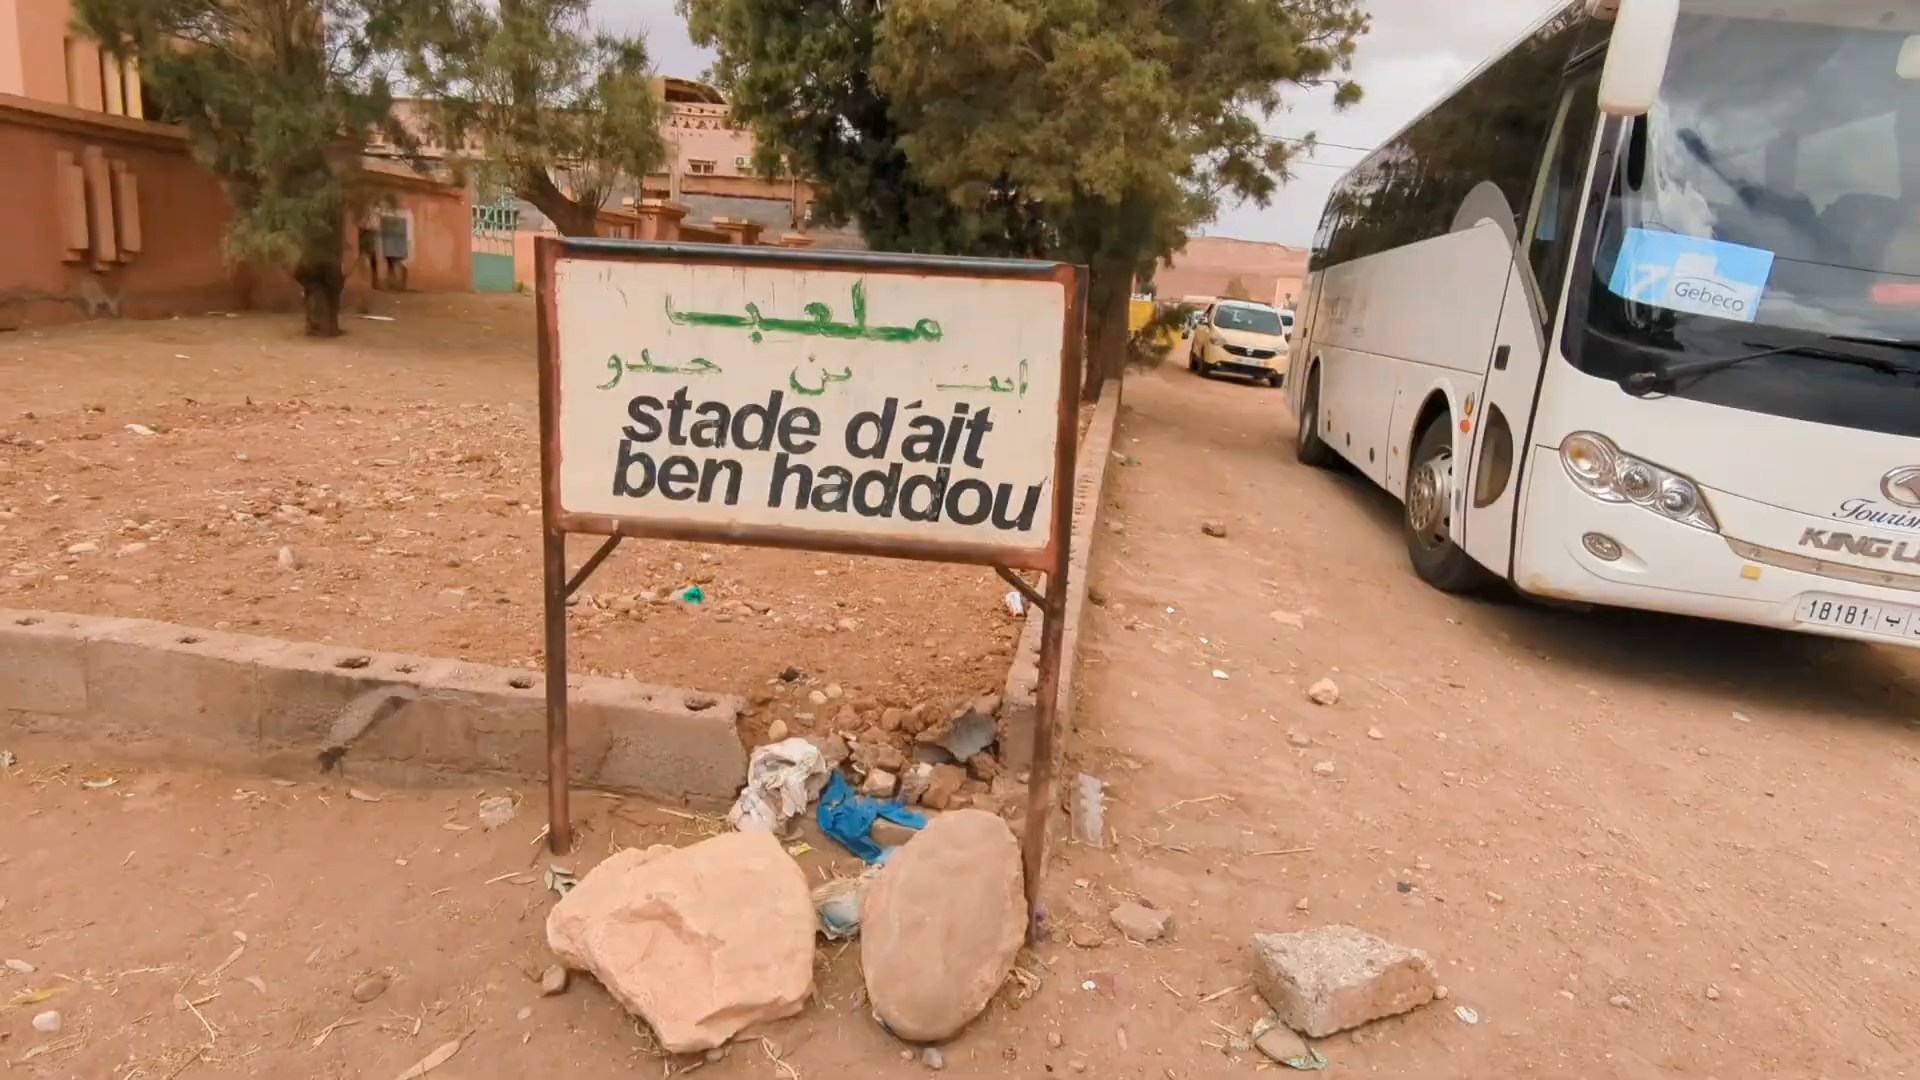 ملعب
ايت بن حدو
stade d'ait
ben haddou
Gebeco
KING L
18181 ب